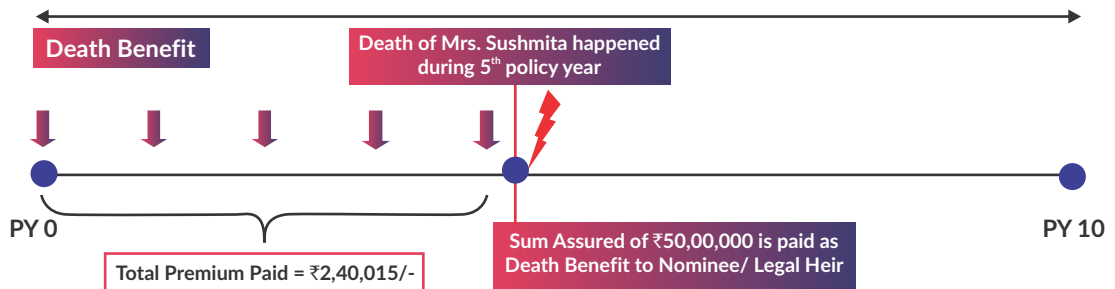 Death Benefit
Death of Mrs. Sushmita happened
during 5th policy year
PY 0
PY 10
Total Premium Paid = ₹2,40,015/-
Sum Assured of ₹50,00,000 is paid as
Death Benefit to Nominee/ Legal Heir